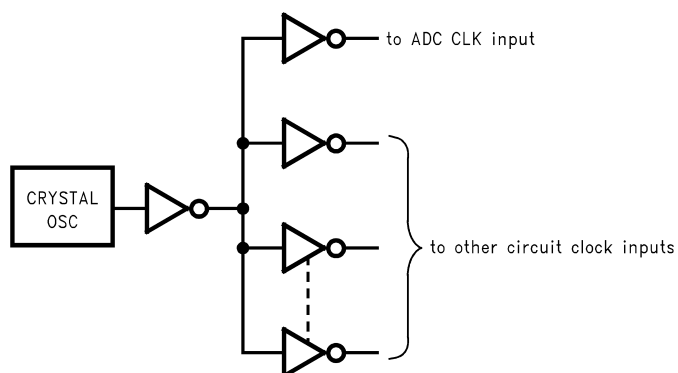 to ADC CLK input
CRYSTAL
OSC
to other circuit clock inputs